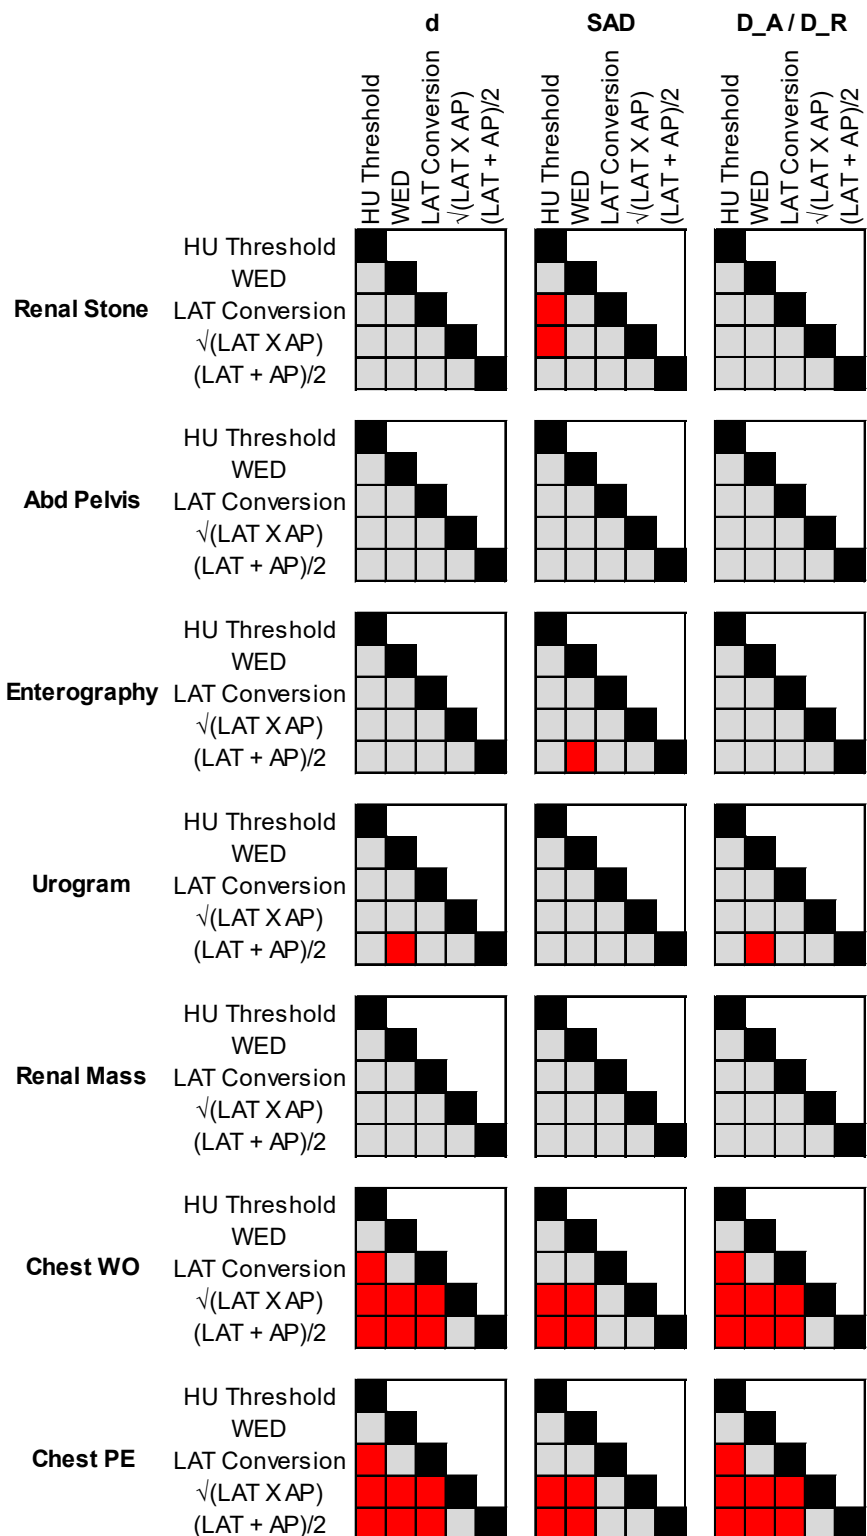 d SAD D_A / D_R
HU Threshold WED LAT Conversion √(LAT X AP) (LAT + AP)/2 HU Threshold WED LAT Conversion √(LAT X AP) (LAT + AP)/2 HU Threshold WED LAT Conversion √(LAT X AP) (LAT + AP)/2
Renal Stone
HU Threshold
WED
LAT Conversion
√(LAT X AP)
(LAT + AP)/2
Abd Pelvis
HU Threshold
WED
LAT Conversion
√(LAT X AP)
(LAT + AP)/2
Enterography
HU Threshold
WED
LAT Conversion
√(LAT X AP)
(LAT + AP)/2
Urogram
HU Threshold
WED
LAT Conversion
√(LAT X AP)
(LAT + AP)/2
Renal Mass
HU Threshold
WED
LAT Conversion
√(LAT X AP)
(LAT + AP)/2
Chest WO
HU Threshold
WED
LAT Conversion
√(LAT X AP)
(LAT + AP)/2
Chest PE
HU Threshold
WED
LAT Conversion
√(LAT X AP)
(LAT + AP)/2